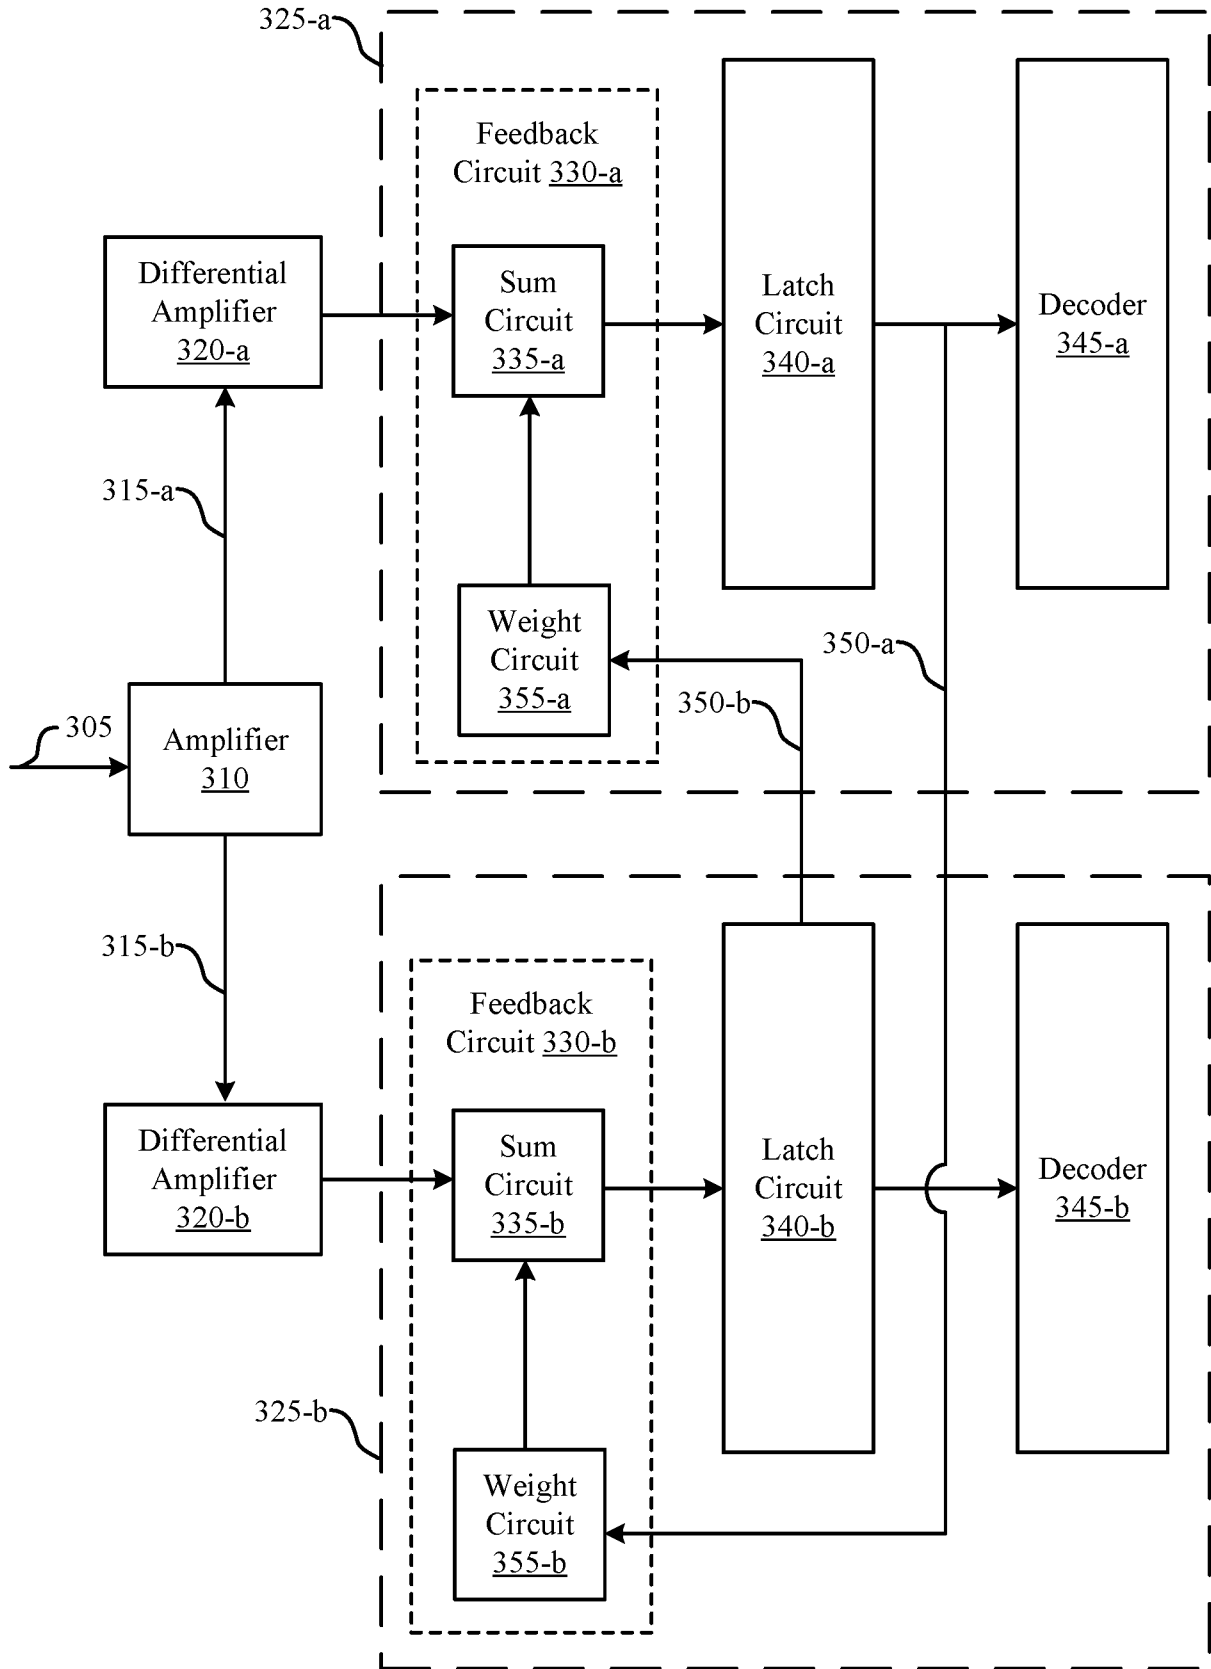 325-a
Feedback
Circuit 330-a
Differential
Amplifier
320-a
Sum
Circuit
335-a
Latch
Circuit
340-a
Decoder
345-a
315-a
Weight
Circuit
355-a
350-a
350-b
305
Amplifier
310
315-b
Feedback
Circuit 330-b
Differential
Amplifier
320-b
Sum
Circuit
335-b
Latch
Circuit
340-b
Decoder
345-b
325-b
Weight
Circuit
355-b